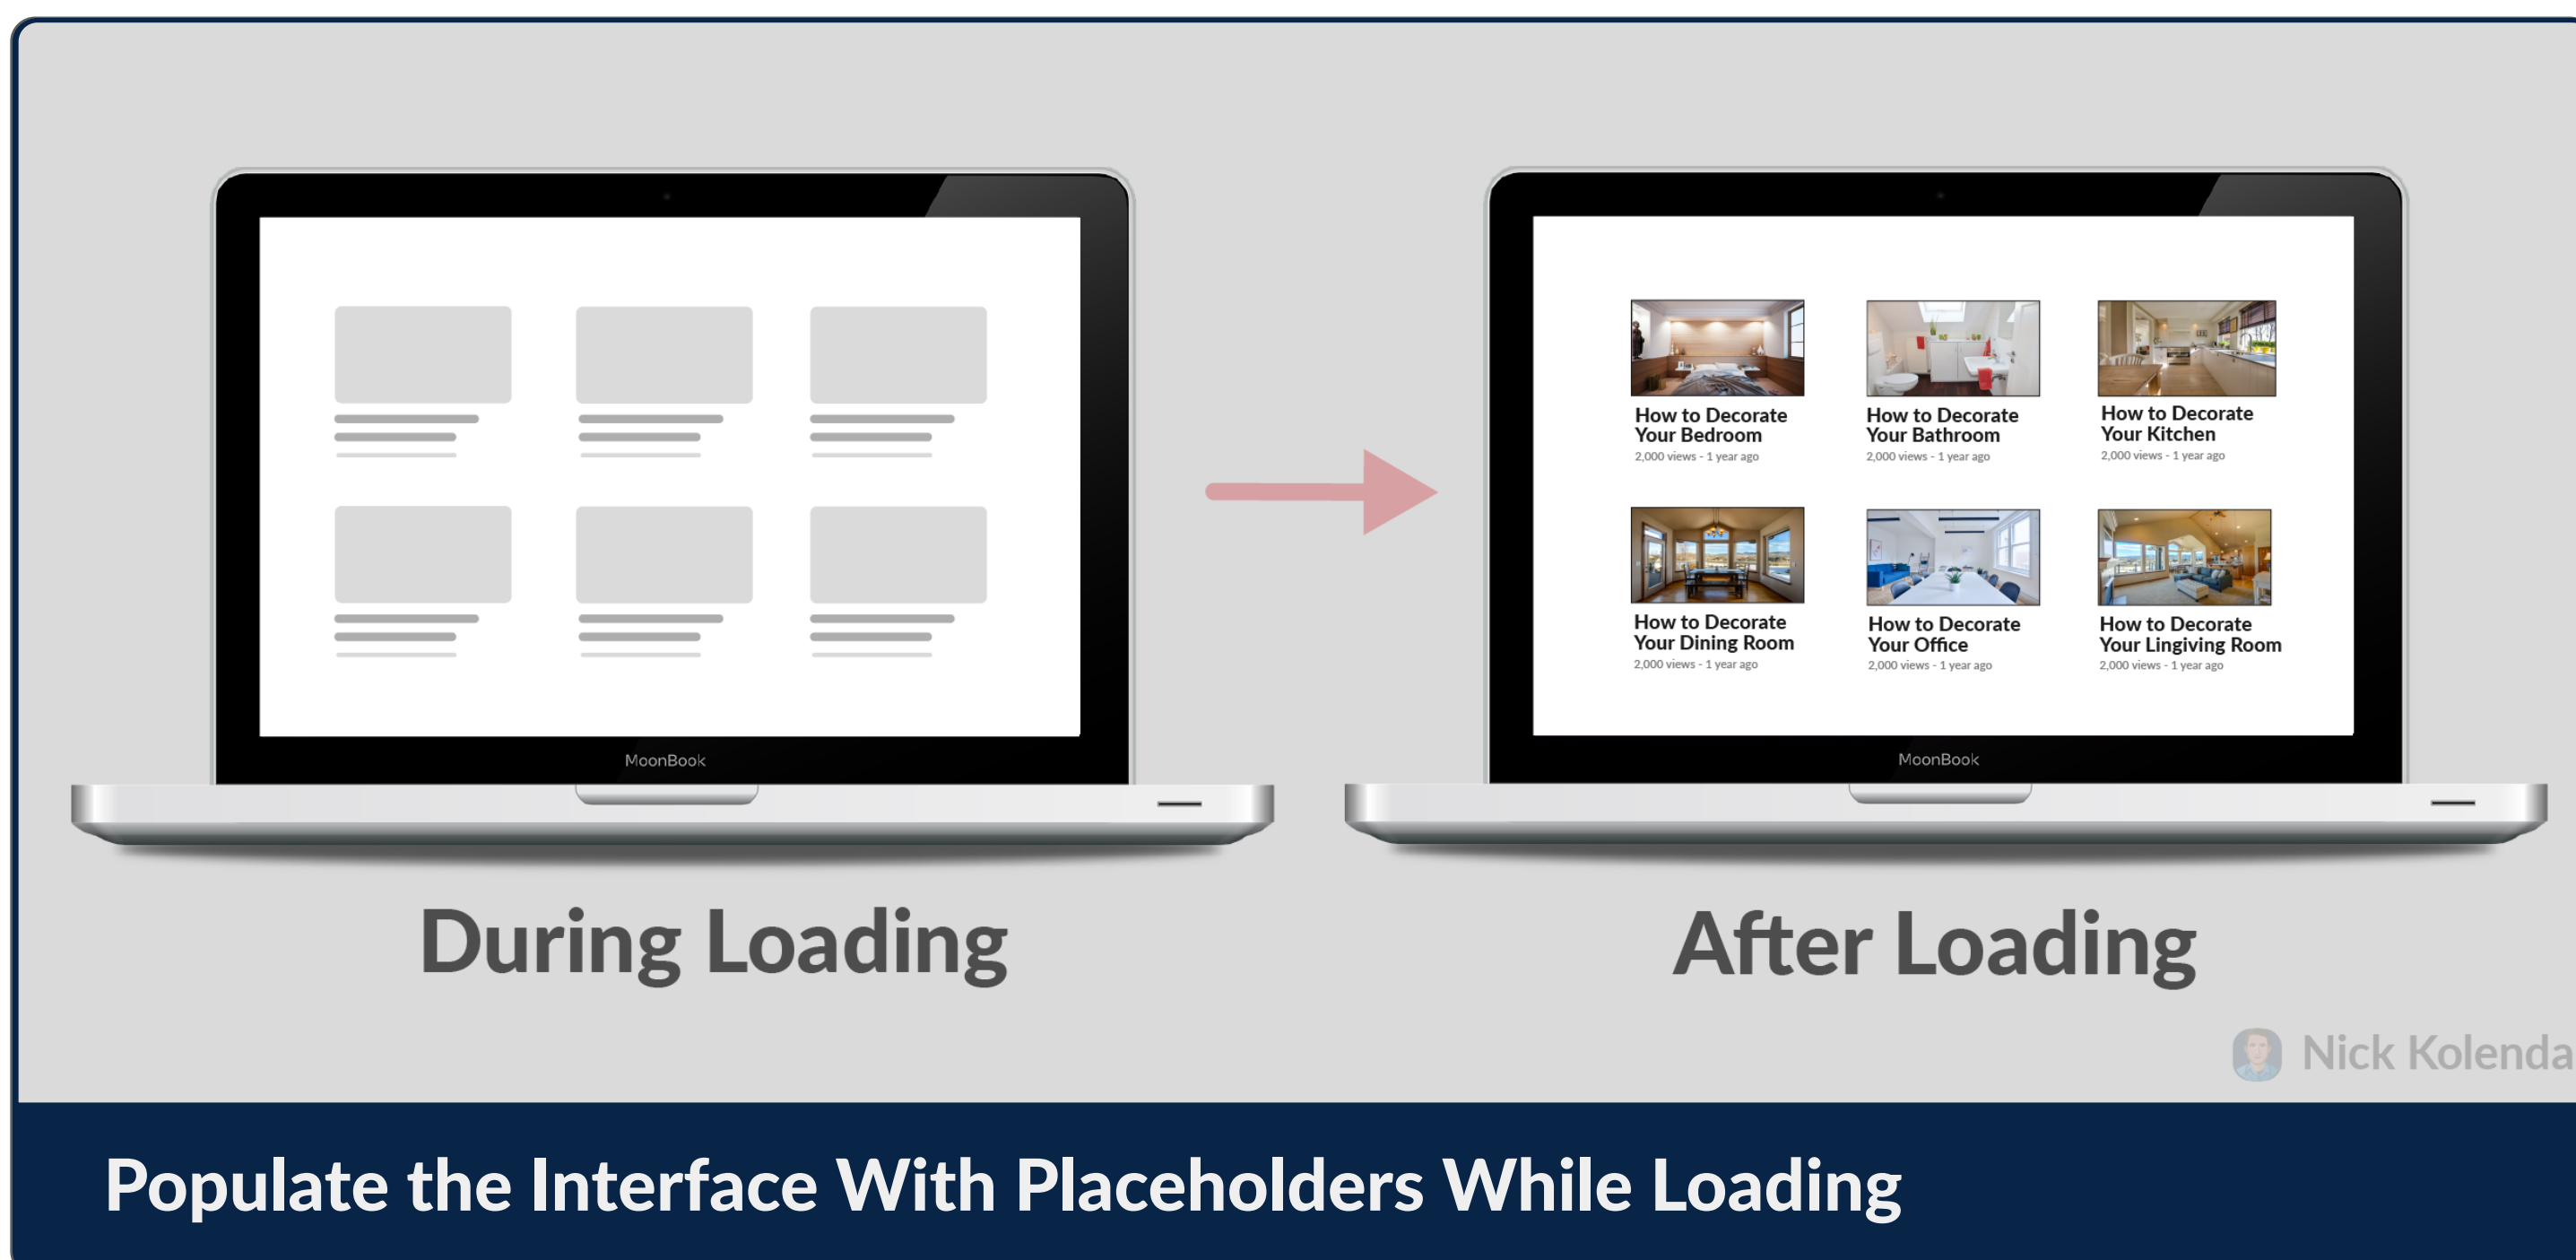 How to Decorate
Your Bedroom
2,000 views - 1 year ago
How to Decorate
Your Bathroom
2,000 views - 1 year ago
How to Decorate
Your Kitchen
2,000 views - 1 year ago
How to Decorate
Your Dining Room
2,000 views - 1 year ago
How to Decorate
Your Office
2,000 views - 1 year ago
How to Decorate
Your Lingiving Room
2,000 views - 1 year ago
MoonBook
MoonBook
During Loading
After Loading
Nick Kolenda
Populate the Interface With Placeholders While Loading